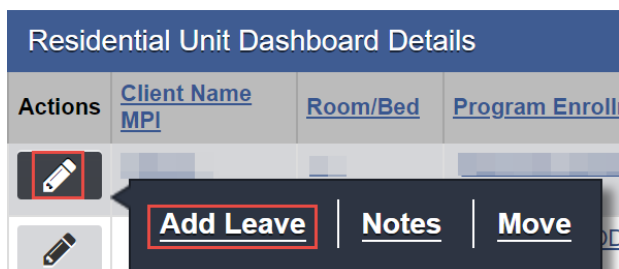 Residential Unit Dashboard Details
Actions
Client Name
MPI
Room/Bed
Program Enroll
Add Leave
Notes
Move